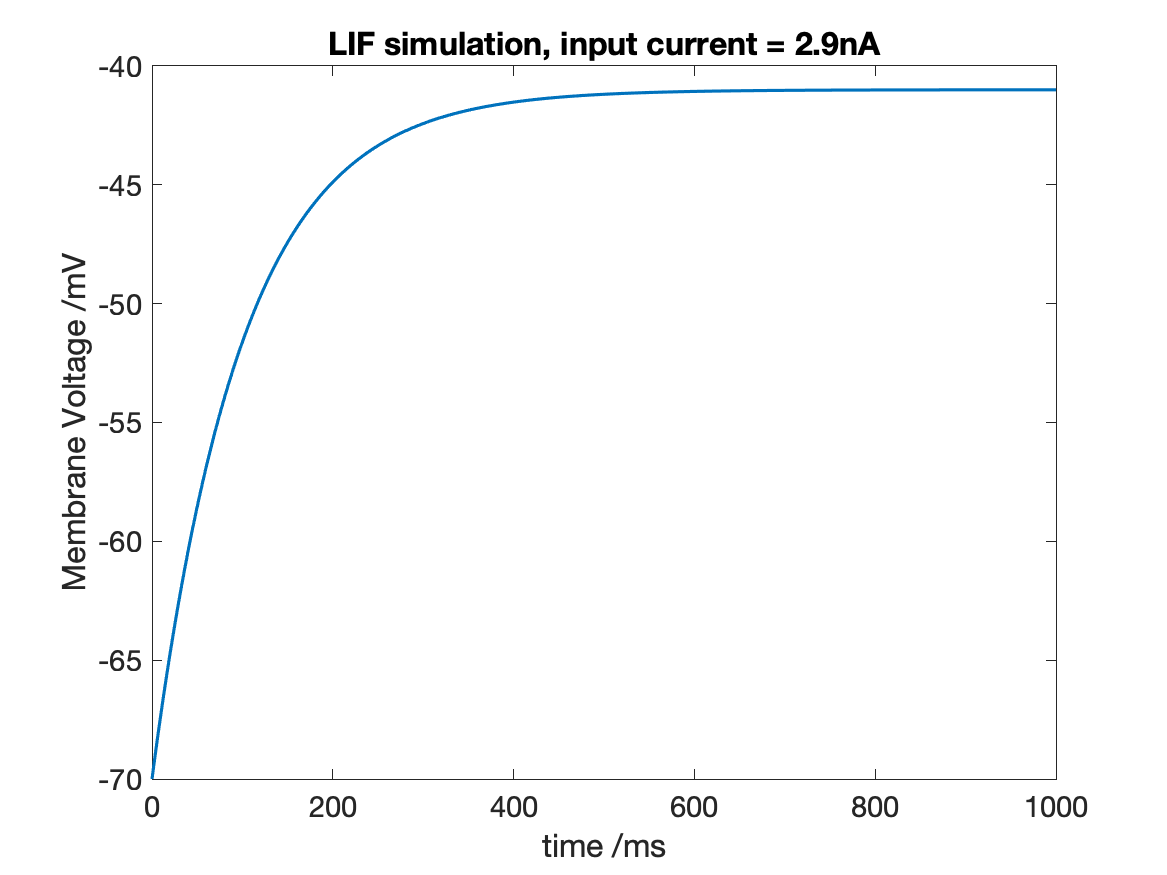 LIF simulation, input current = 2.9nA
-40
-45
-50
-55
-60
-65
-70
Membrane Voltage /mV
0 200 400 600 800 1000
time /ms